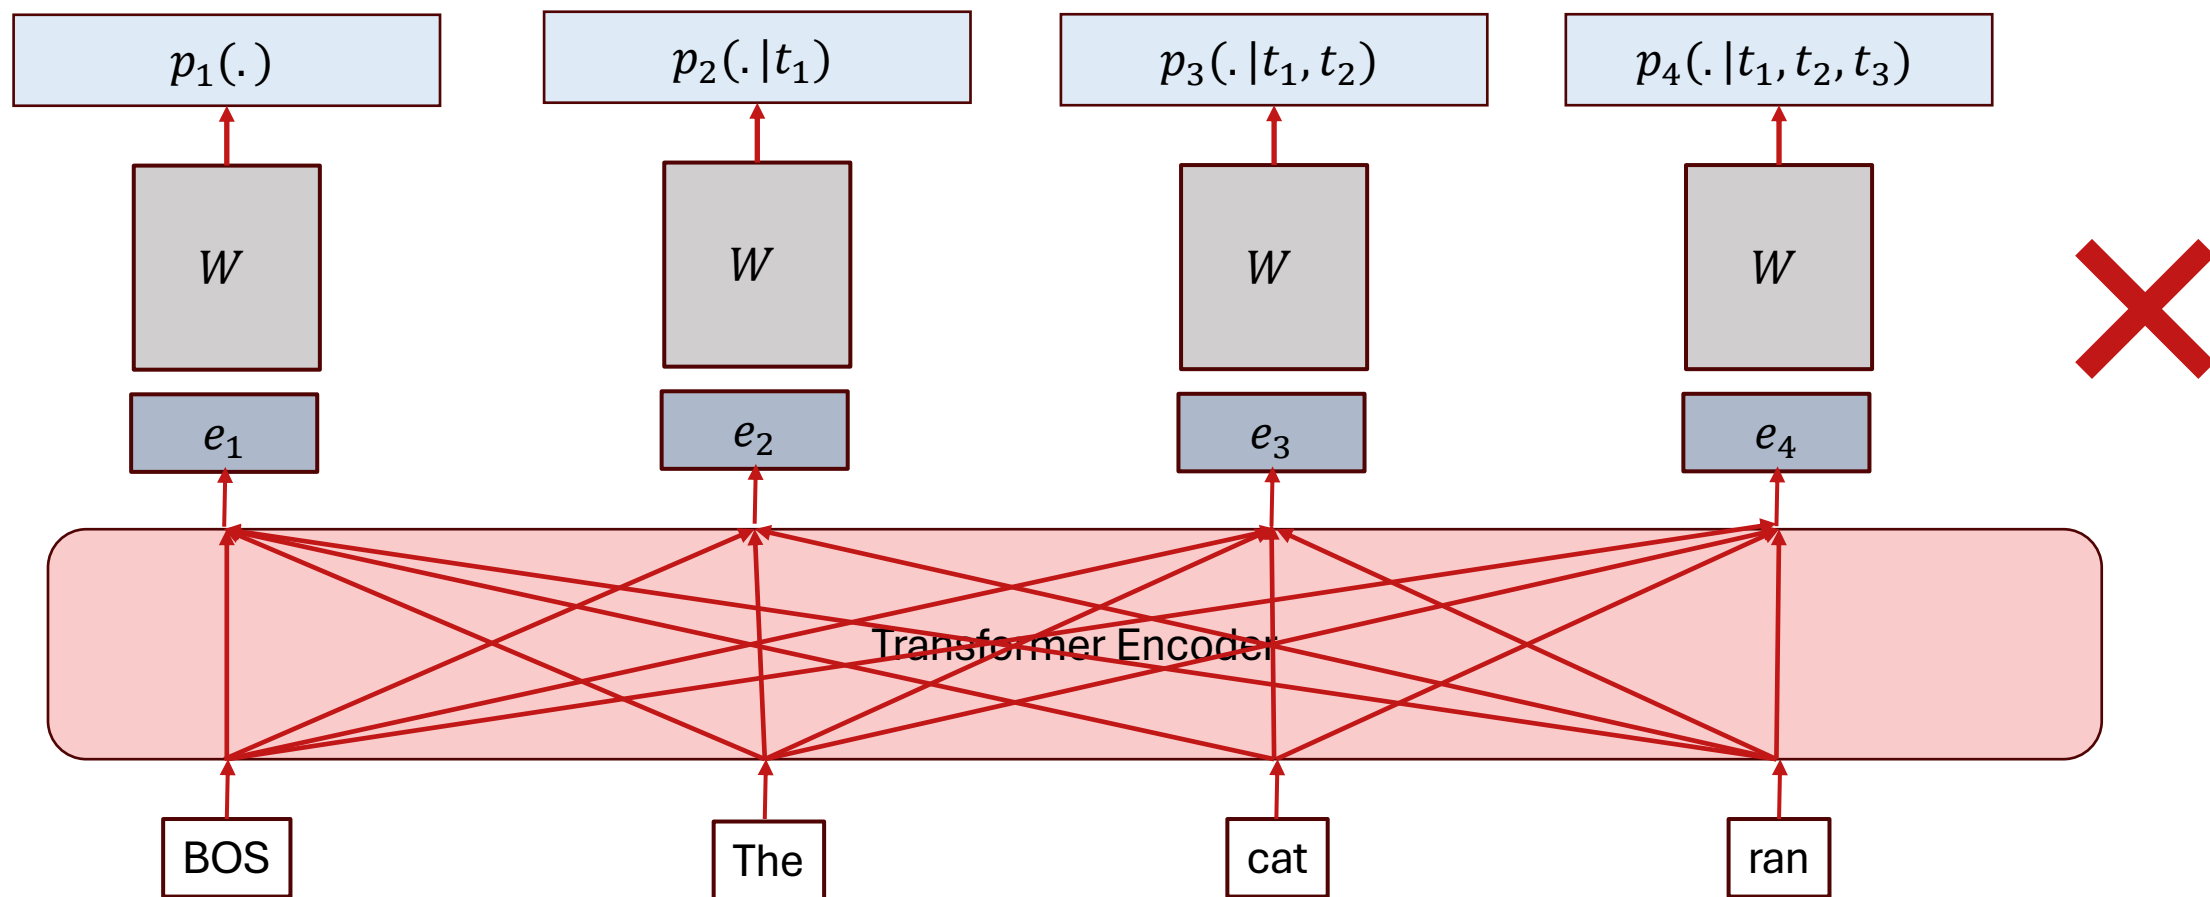 p₁(.)
p₂(.|t₁)
p₃(.|t₁, t₂)
p₄(.|t₁, t₂, t₃)
W
W
W
W
e₁
e₂
e₃
e₄
Transformer Encoder
BOS
The
cat
ran